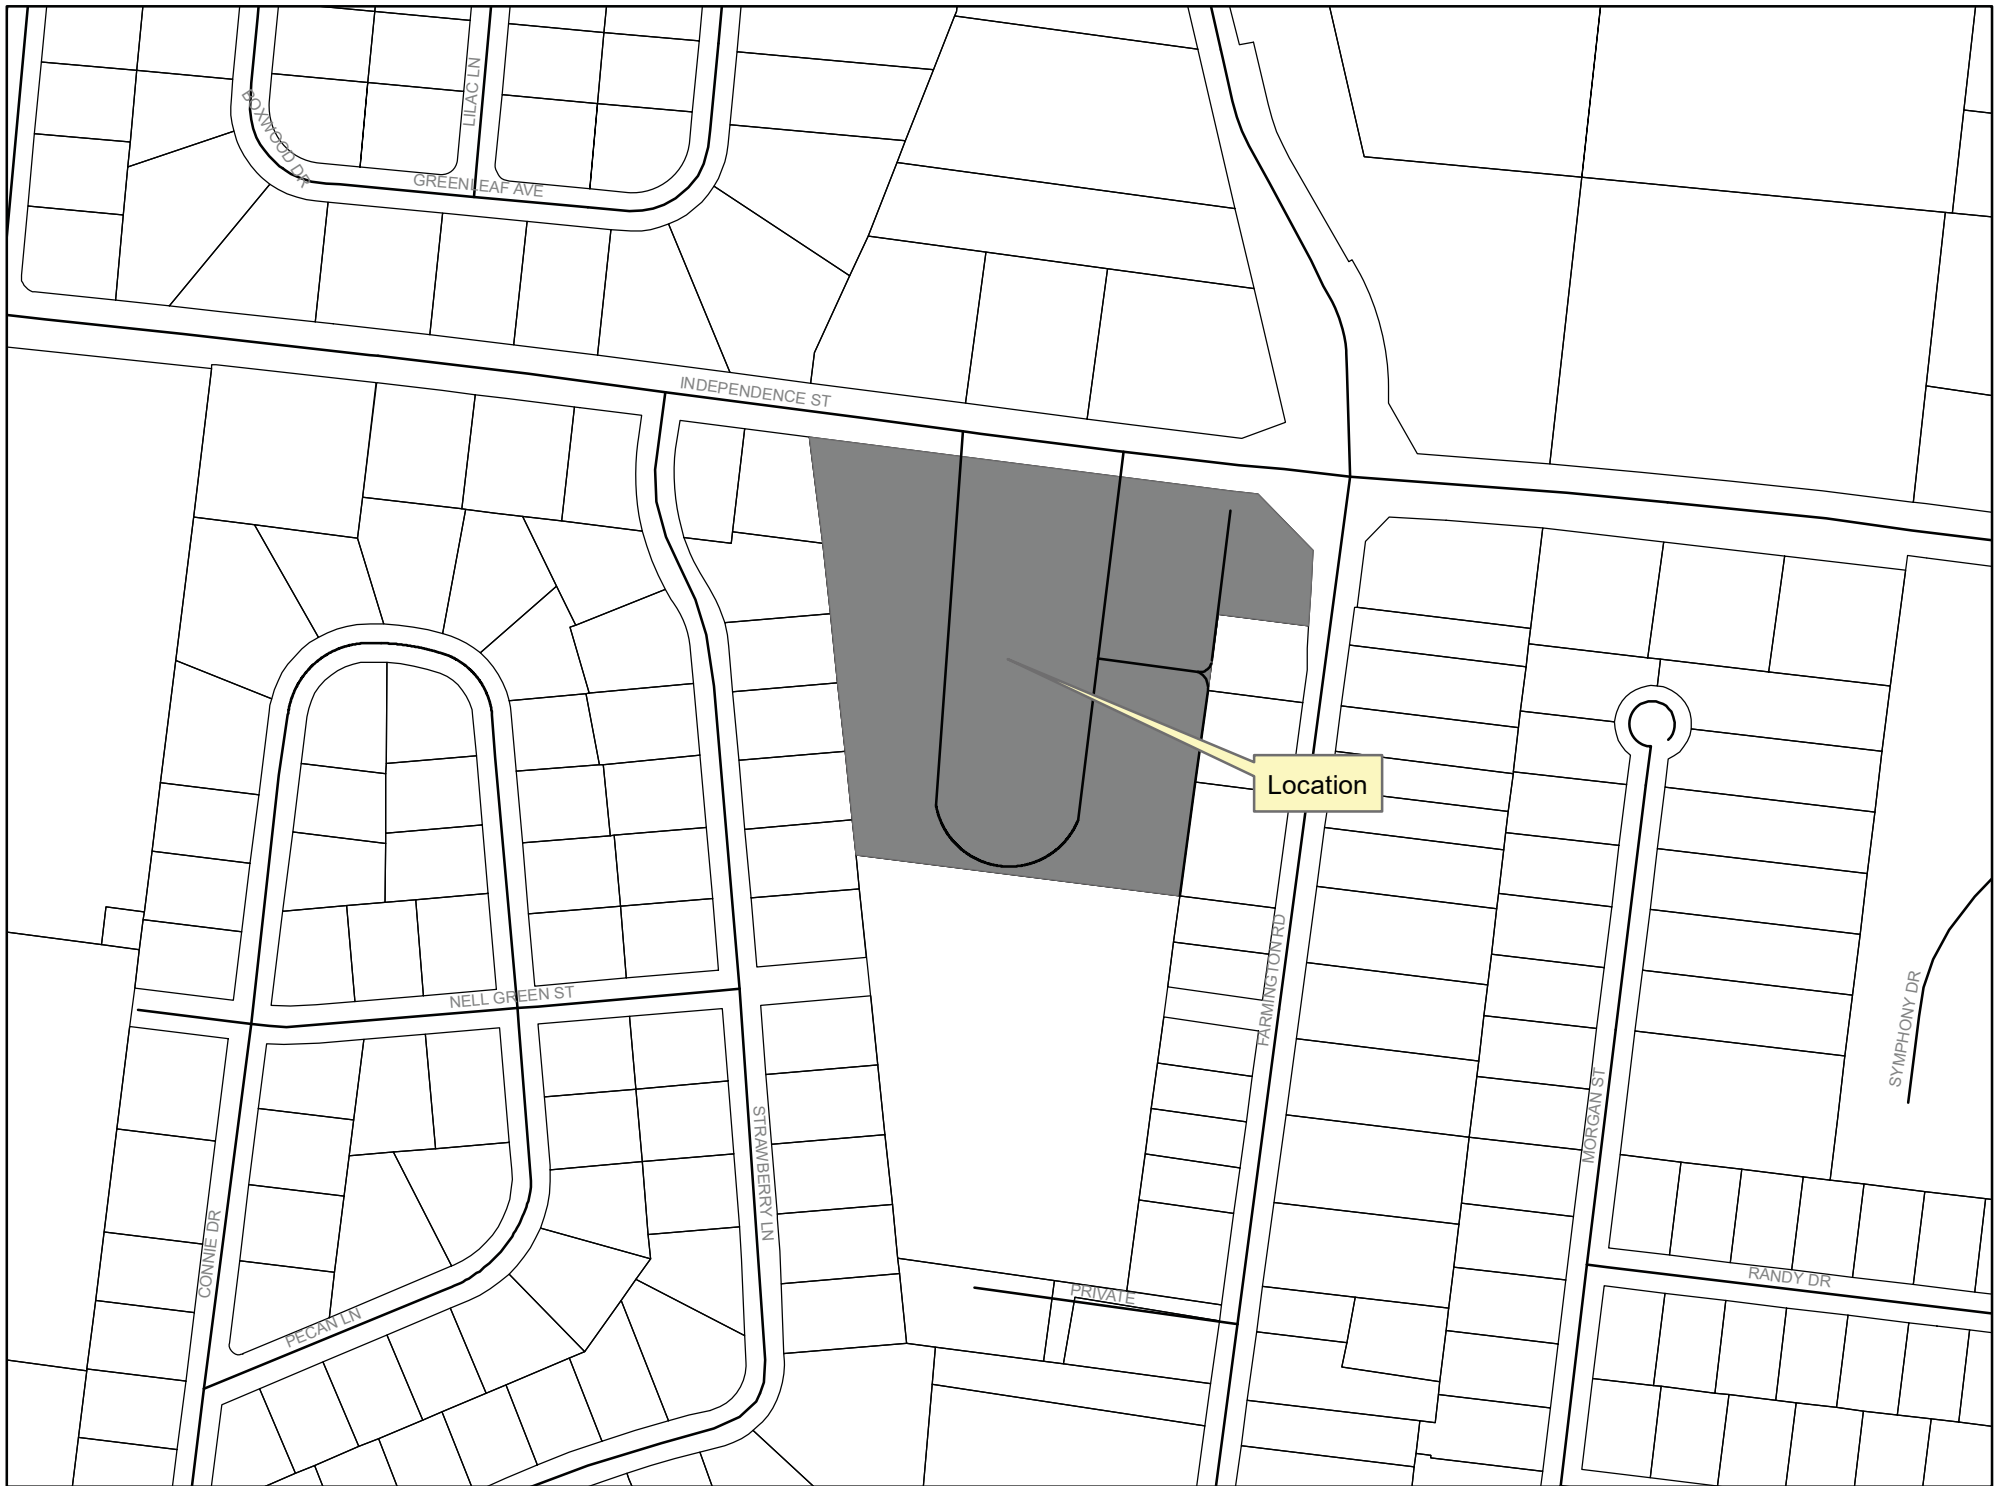 LILAC LN
BOXWOOD DR
GREENLEAF AVE
INDEPENDENCE ST
Location
FARMINGTON RD
NELL GREEN ST
SYMPHONY DR
MORGAN ST
STRAWBERRY LN
CONNIE DR
RANDY DR
PRIVATE
PECAN LN